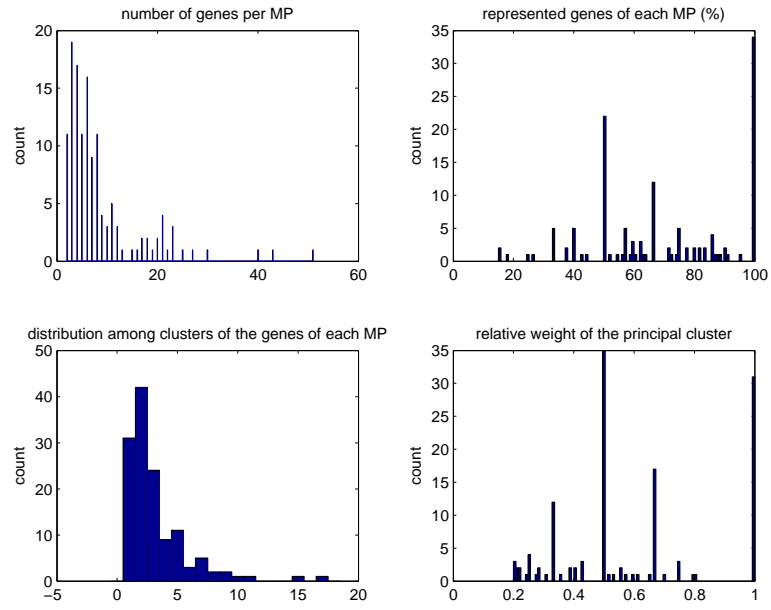 number of genes per MP
20
15
10
5
0
count
0 20 40 60
represented genes of each MP (%)
35
30
25
20
15
10
5
0
count
0 20 40 60 80 100
distribution among clusters of the genes of each MP
50
40
30
20
10
0
count
−5 0 5 10 15 20
relative weight of the principal cluster
35
30
25
20
15
10
5
0
count
0 0.2 0.4 0.6 0.8 1